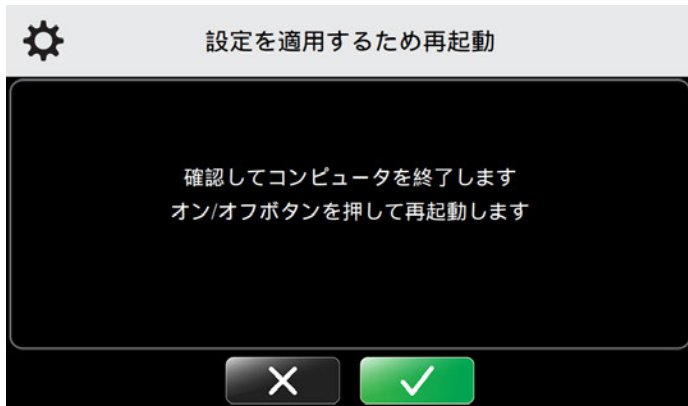 設定を適用するため再起動
確認してコンピュータを終了します
オン/オフボタンを押して再起動します